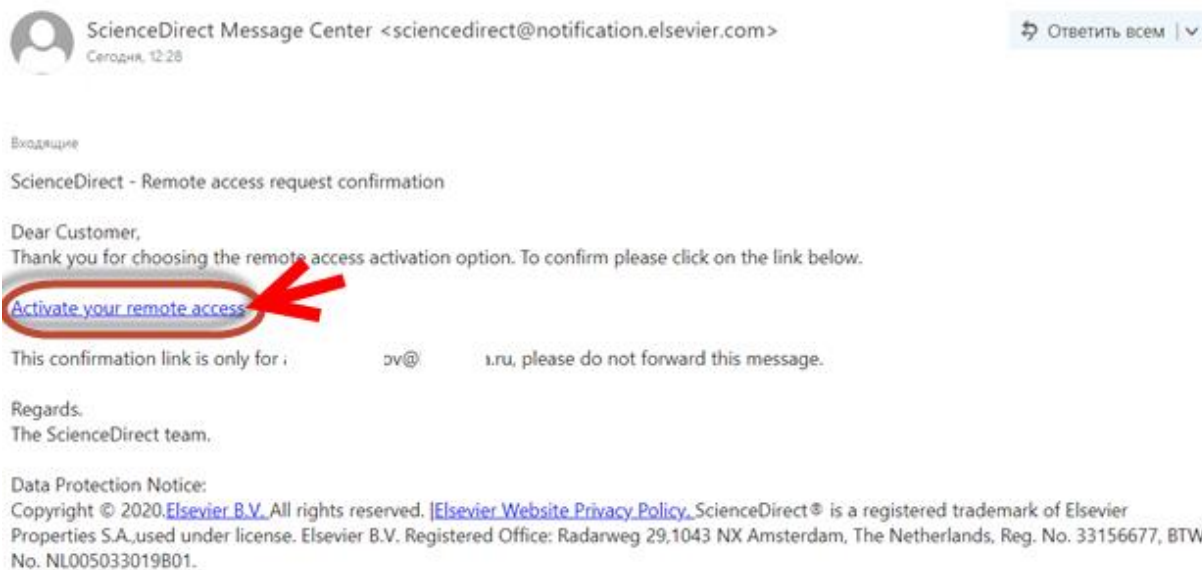 ScienceDirect Message Center <sciencedirect@notification.elsevier.com>
Ответить всем
Сегодня, 12:28
Входящие
ScienceDirect - Remote access request confirmation
Dear Customer,
Thank you for choosing the remote access activation option. To confirm please click on the link below.
Activate your remote access
This confirmation link is only for ov@ .ru, please do not forward this message.
Regards.
The ScienceDirect team.
Data Protection Notice:
Copyright © 2020.Elsevier B.V. All rights reserved. |Elsevier Website Privacy Policy. ScienceDirect® is a registered trademark of Elsevier
Properties S.A.,used under license. Elsevier B.V. Registered Office: Radarweg 29,1043 NX Amsterdam, The Netherlands, Reg. No. 33156677, BTW
No. NL005033019B01.